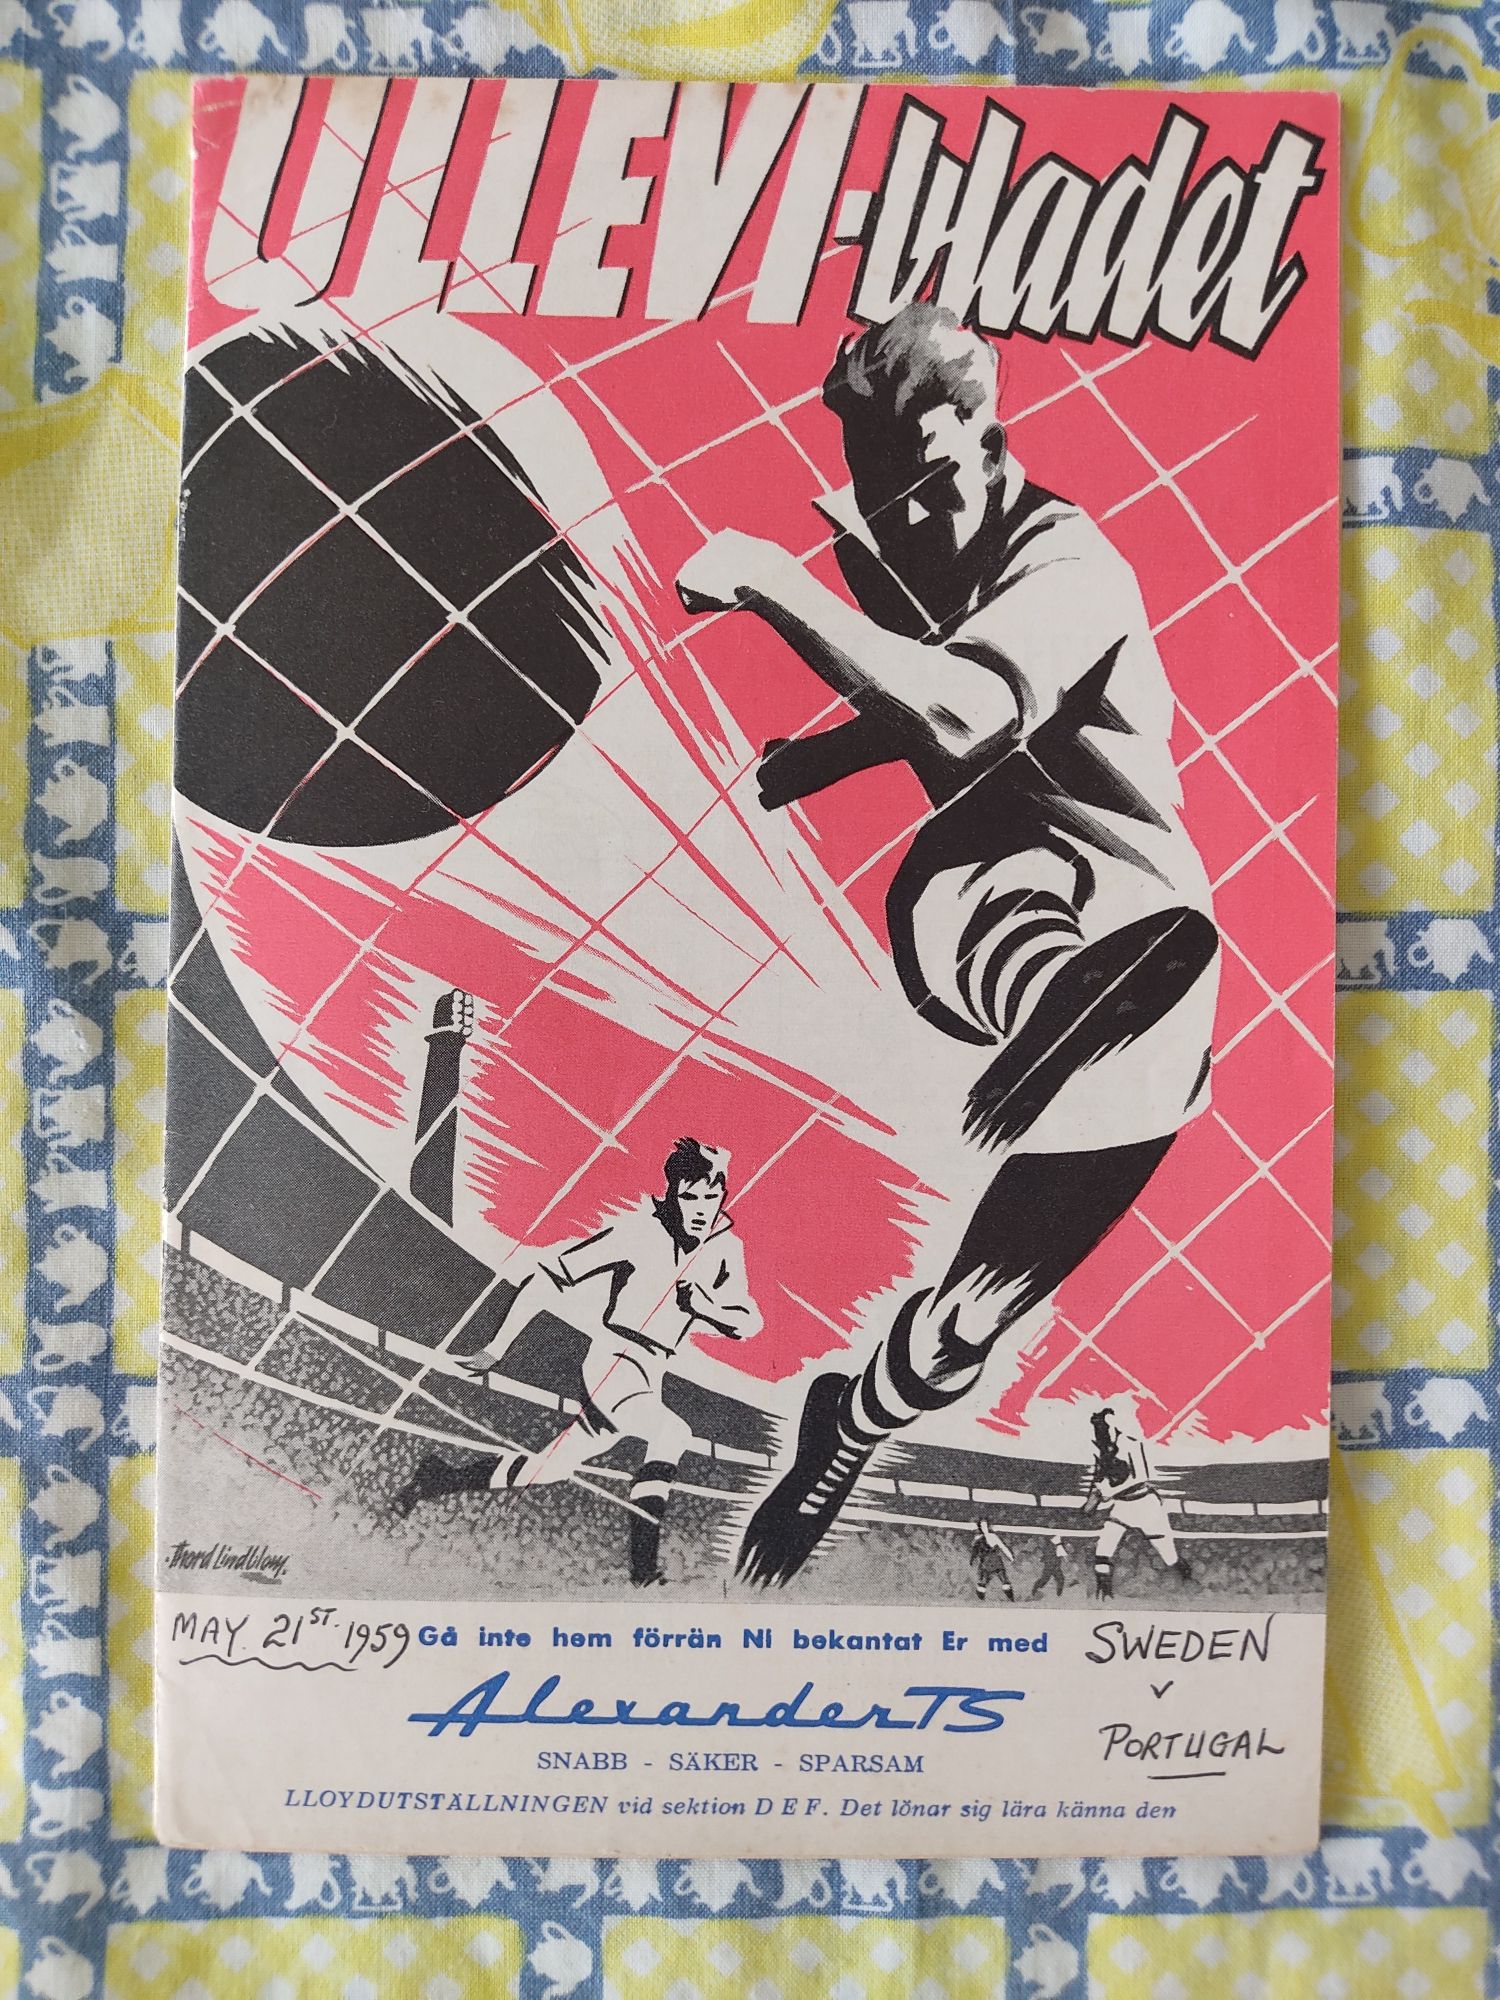 ULLEVI-bladet
Thord Lindblom.
MAY. 21ST. 1959
Gå inte hem förrän Ni bekantat Er med
SWEDEN
v
PORTUGAL
AlexanderTS
SNABB - SÄKER - SPARSAM
LLOYDUTSTÄLLNINGEN vid sektion D E F. Det lönar sig lära känna den